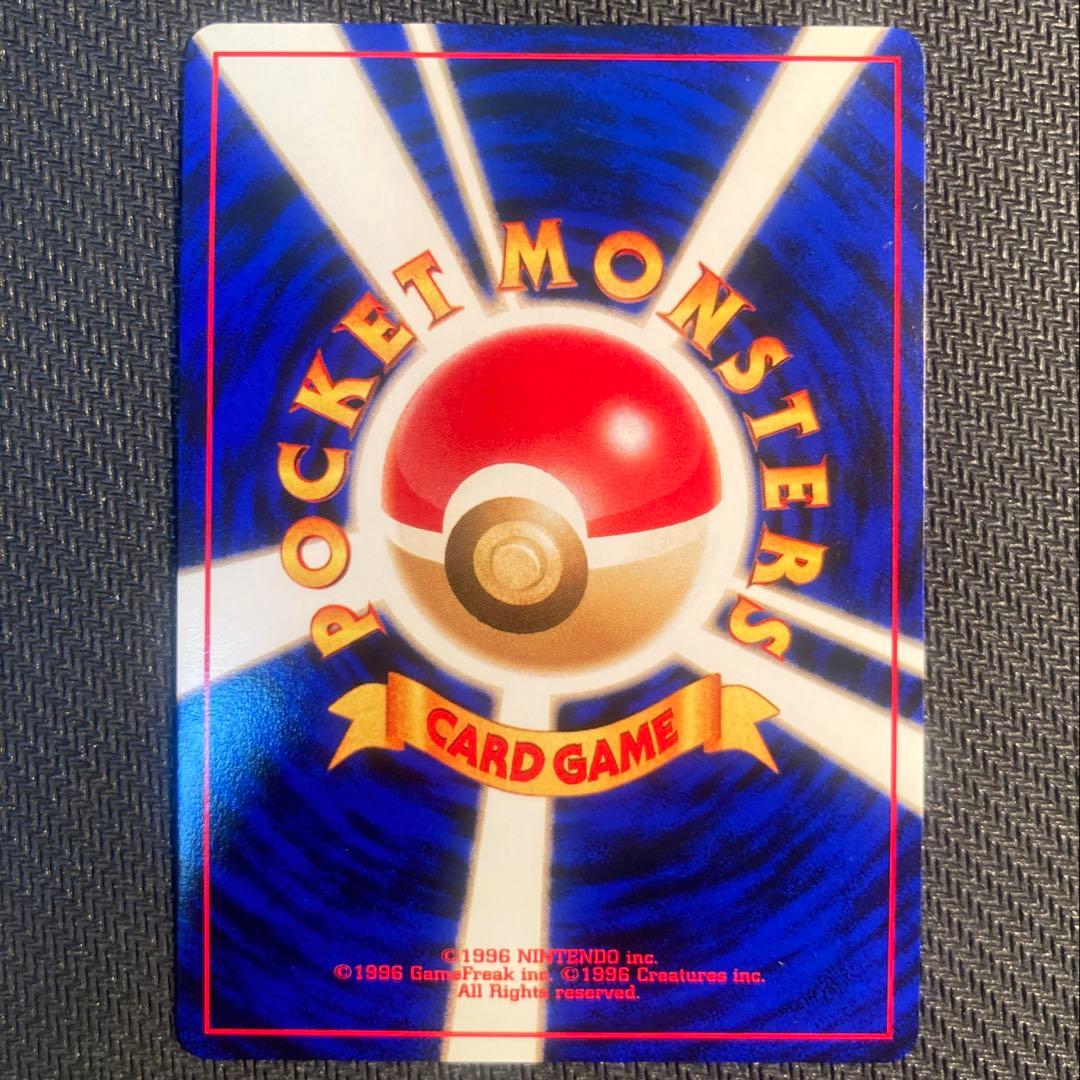 POCKET MONSTERS
CARD GAME
©1996 NINTENDO inc.
©1996 GameFreak inc. ©1996 Creatures inc.
All Rights reserved.